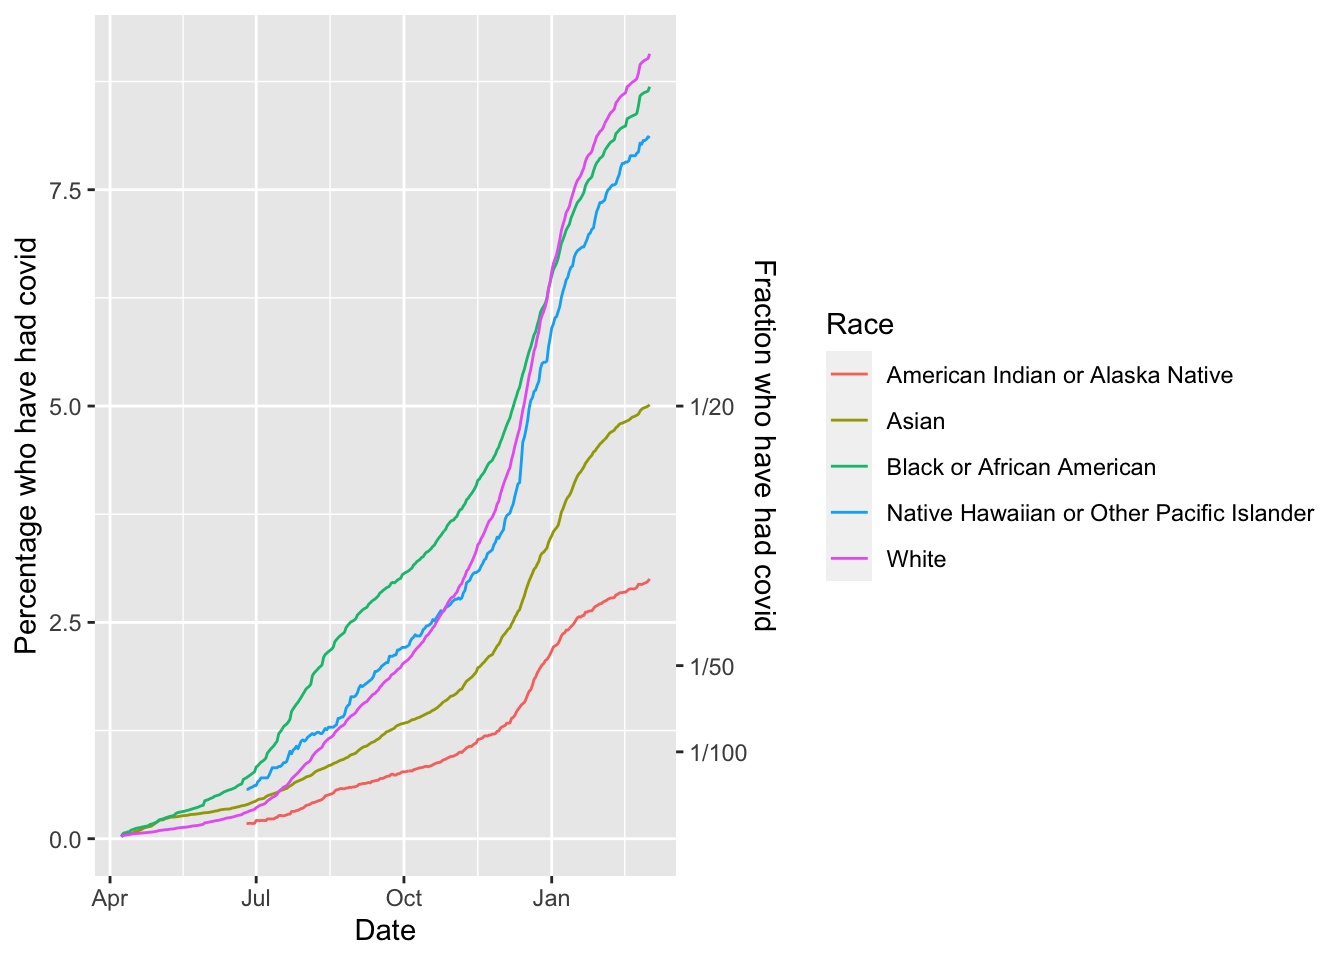 Percentage who have had covid
7.5
5.0
2.5
0.0
Apr
Jul
Oct
Jan
Date
1/20
1/50
1/100
Fraction who have had covid
Race
American Indian or Alaska Native
Asian
Black or African American
Native Hawaiian or Other Pacific Islander
White